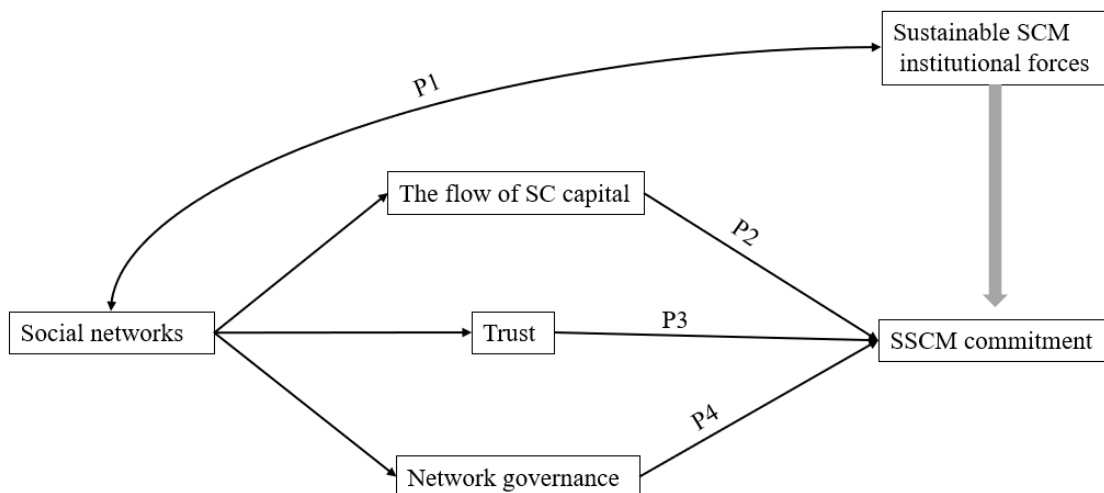 Sustainable SCM
institutional forces
P1
The flow of SC capital
P2
Social networks
Trust
P3
SSCM commitment
P4
Network governance